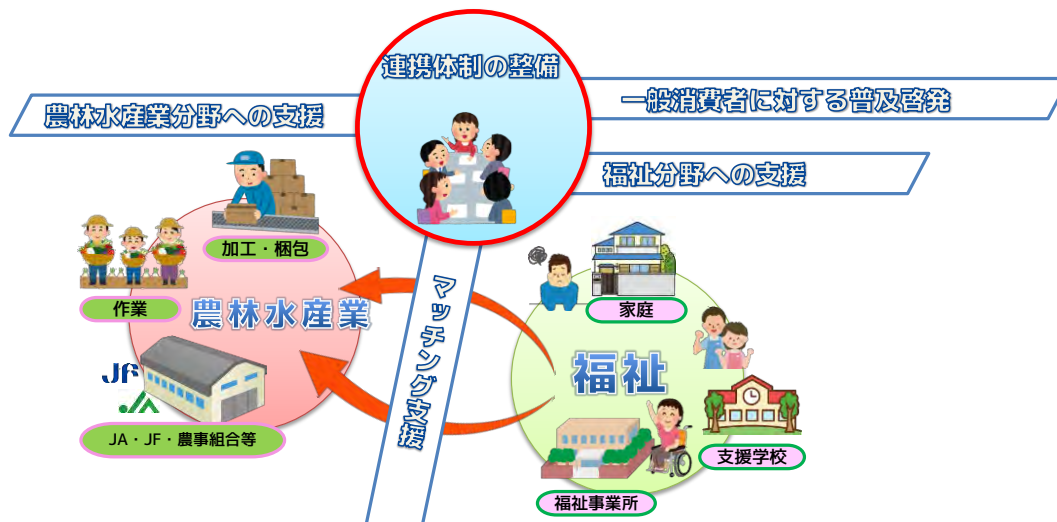 連携体制の整備
農林水産業分野への支援
一般消費者に対する普及啓発
福祉分野への支援
マッチング支援
加工・梱包
作業
農林水産業
JF
JA
JA・JF・農事組合等
家庭
福祉
支援学校
福祉事業所